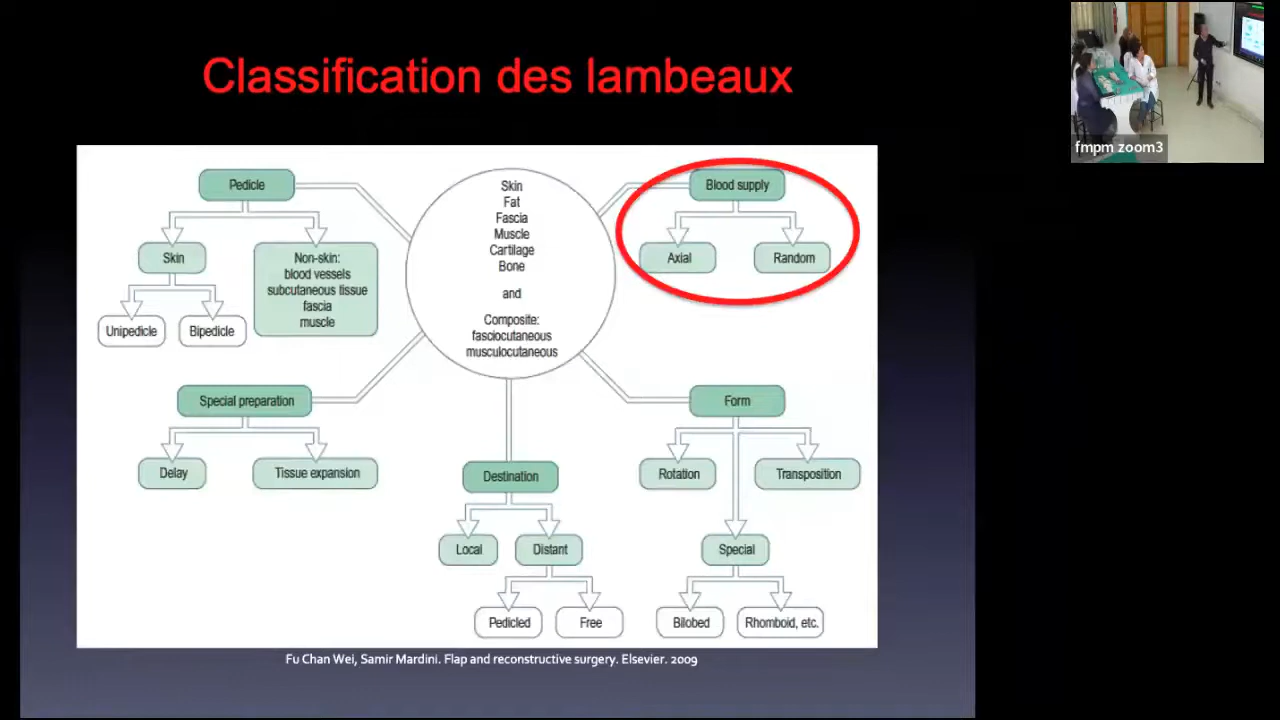 Classification des lambeaux
fmpm zoom3
Pedicle
Skin
Non-skin:
blood vessels
subcutaneous tissue
fascia
muscle
Unipedicle
Bipedicle
Skin
Fat
Fascia
Muscle
Cartilage
Bone
and
Composite:
fasciocutaneous
musculocutaneous
Blood supply
Axial
Random
Special preparation
Delay
Tissue expansion
Destination
Local
Distant
Pedicled
Free
Form
Rotation
Transposition
Special
Bilobed
Rhomboid, etc.
Fu Chan Wei, Samir Mardini. Flap and reconstructive surgery. Elsevier. 2009